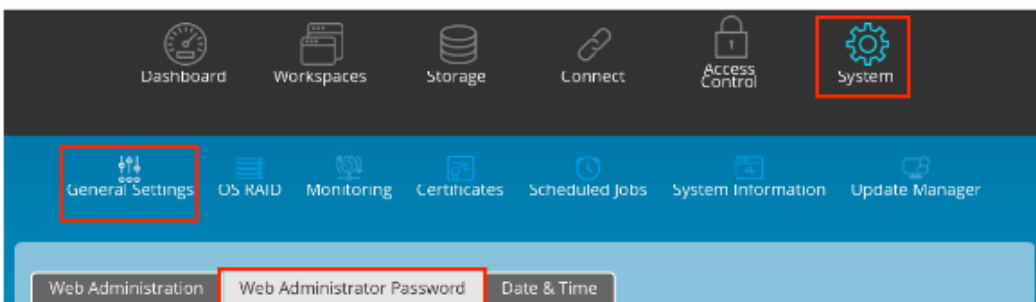 Dashboard Workspaces Storage Connect Access Control System
General Settings OS RAID Monitoring Certificates Scheduled Jobs System Information Update Manager
Web Administration Web Administrator Password Date & Time